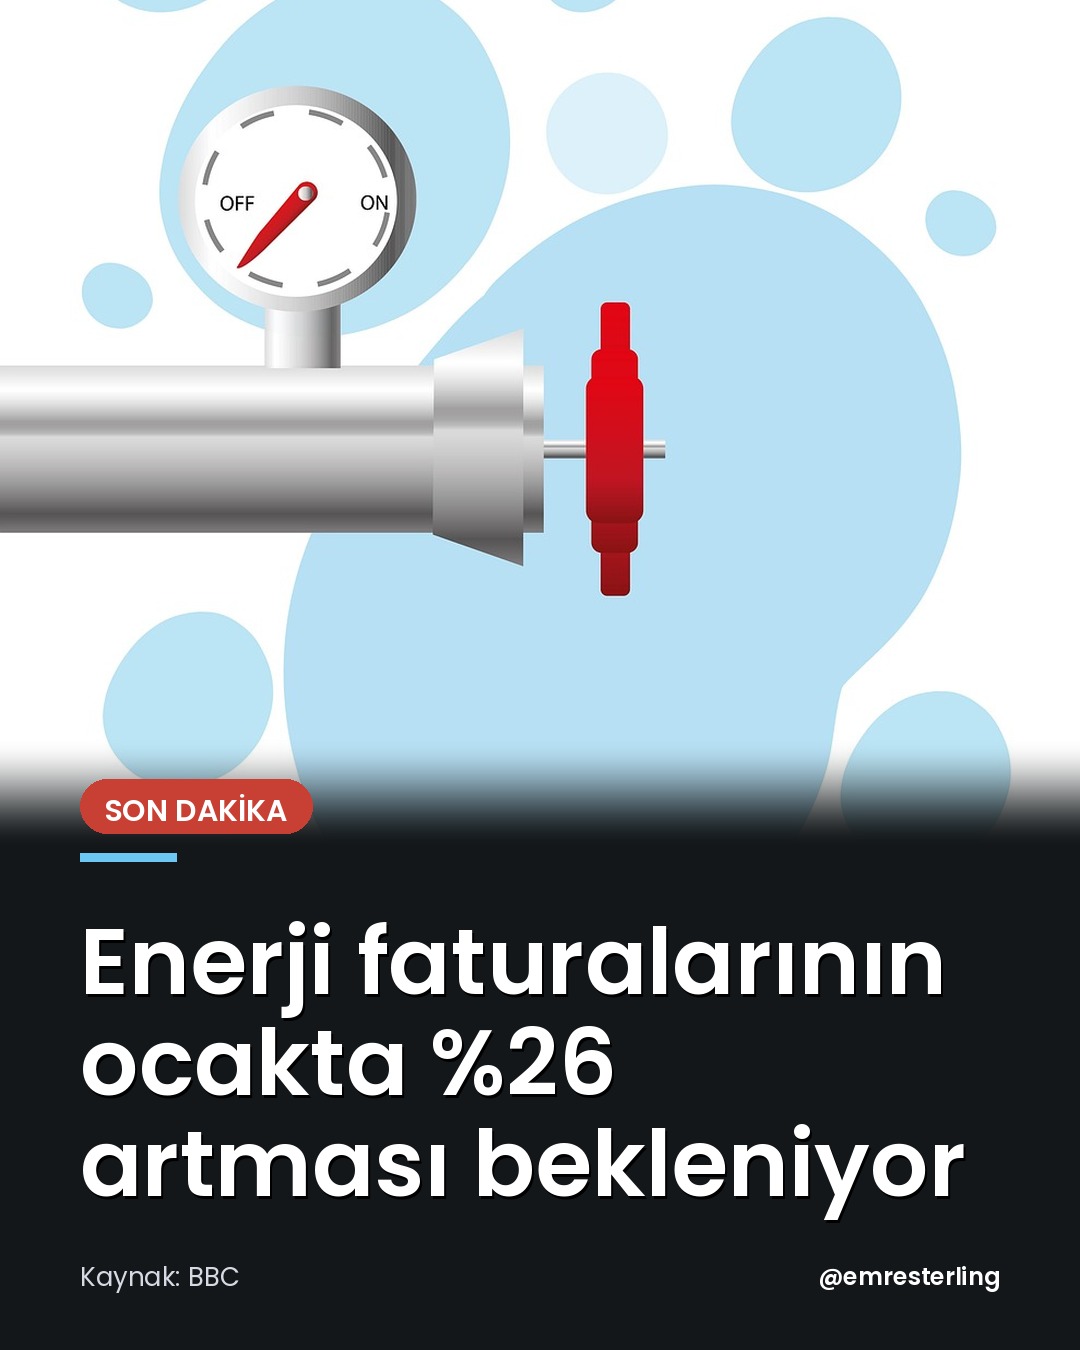 OFF
ON
SON DAKİKA
Enerji faturalarının
ocakta %26
artması bekleniyor
Kaynak: BBC
@emresterling